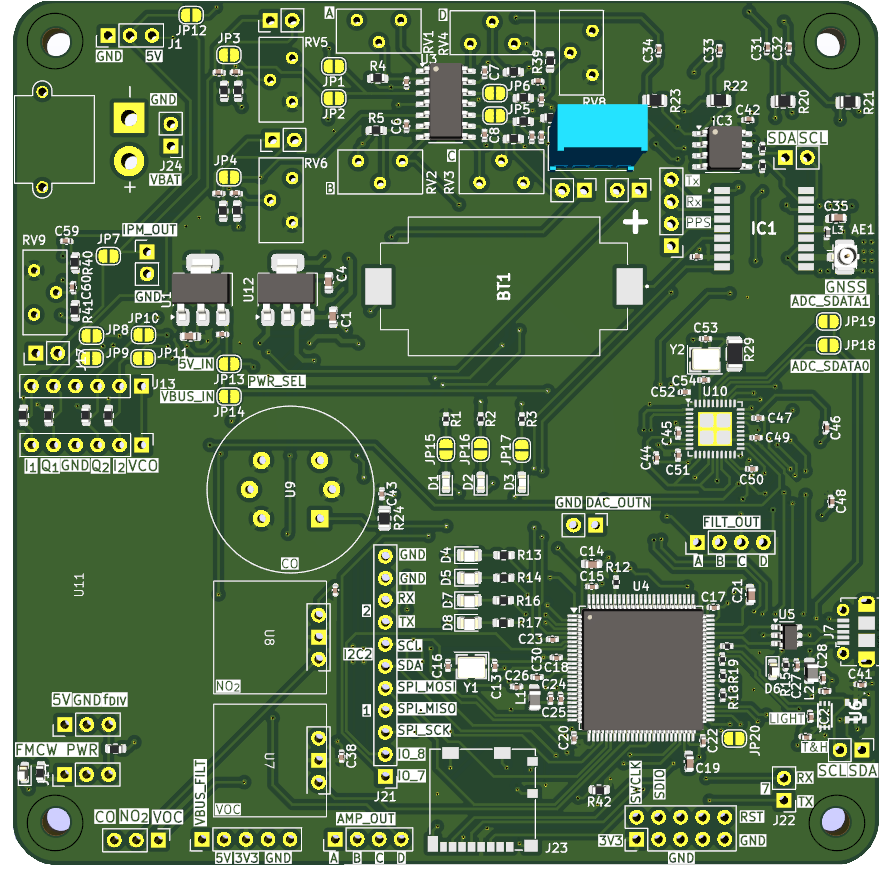 JP12
J1
GND
5V
JP3
RV5
A
RV1
D
RV4
JP1
JP2
R4
U3
C7
R39
JP6
JP5
R5
C6
C8
RV8
C34
C33
C31
C32
R23
R22
R20
R21
C42
IC3
SDA SCL
−
GND
J24
VBAT
+
JP4
RV6
B
RV2
C
RV3
Tx
Rx
PPS
+
IC1
C35
L3
AE1
GNSS
ADC_SDATA1
JP19
JP18
ADC_SDATA0
C59
IPM_OUT
RV9
JP7
R40
C60
R41
GND
U1
U12
C4
C1
BT1
JP8
JP10
JP9
JP11
J17
5V_IN
JP13
PWR_SEL
VBUS_IN
JP14
J13
C53
Y2
R29
C54
C52
U10
C47
C45
C49
C46
C44
C51
C50
C48
R1
R2
R3
JP15
JP16
JP17
D1
D2
D3
I1 Q1 GND Q2 I2 VCO
U9
C43
R24
CO
GND DAC_OUTN
FILT_OUT
A B C D
GND
GND
RX
2
TX
I2C2
SCL
SDA
SPI_MOSI
1
SPI_MISO
SPI_SCK
IO_8
IO_7
J21
D4
R13
D5
R14
D7
R16
D8
R17
C14
C15
R12
U4
C17
C21
U5
J7
C23
C16
Y1
C13
C30
C18
C26
C24
C25
C20
R19
R18
D6
C27
C28
C41
LIGHT
T&H
SCL SDA
C22
JP20
C19
U11
U8
NO2
U7
VOC
C38
5V GND fDIV
FMCW PWR
CO NO2 VOC
VBUS_FILT
5V 3V3 GND
AMP_OUT
A B C D
J23
R42
SWCLK
SDIO
RST
3V3
GND
GND
7
RX
TX
J22